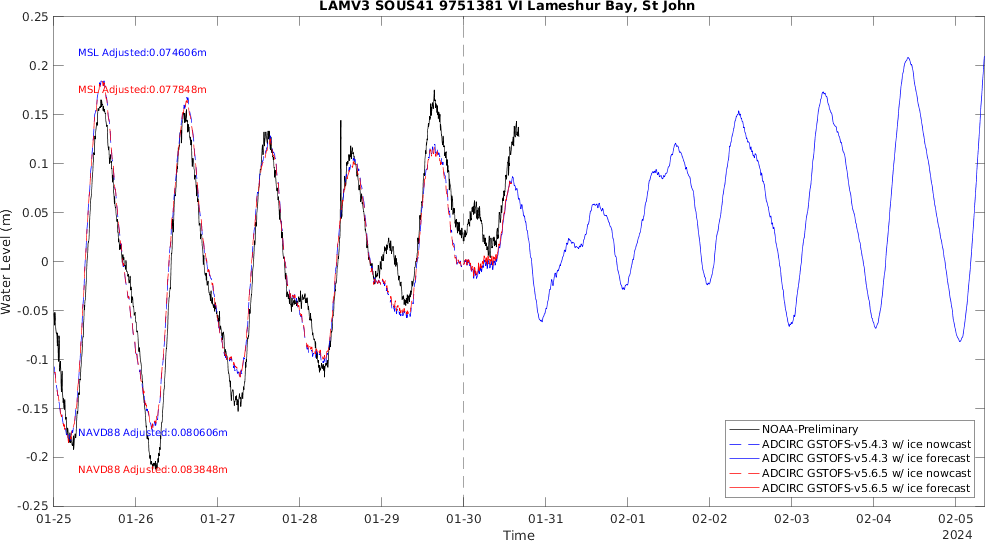 LAMV3 SOUS41 9751381 VI Lameshur Bay, St John
0.25
0.2
0.15
0.1
0.05
0
-0.05
-0.1
-0.15
-0.2
-0.25
Water Level (m)
MSL Adjusted:0.074606m
MSL Adjusted:0.077848m
NAVD88 Adjusted:0.080606m
NAVD88 Adjusted:0.083848m
NOAA-Preliminary
ADCIRC GSTOFS-v5.4.3 w/ ice nowcast
ADCIRC GSTOFS-v5.4.3 w/ ice forecast
ADCIRC GSTOFS-v5.6.5 w/ ice nowcast
ADCIRC GSTOFS-v5.6.5 w/ ice forecast
01-25 01-26 01-27 01-28 01-29 01-30 01-31 02-01 02-02 02-03 02-04 02-05
Time
2024